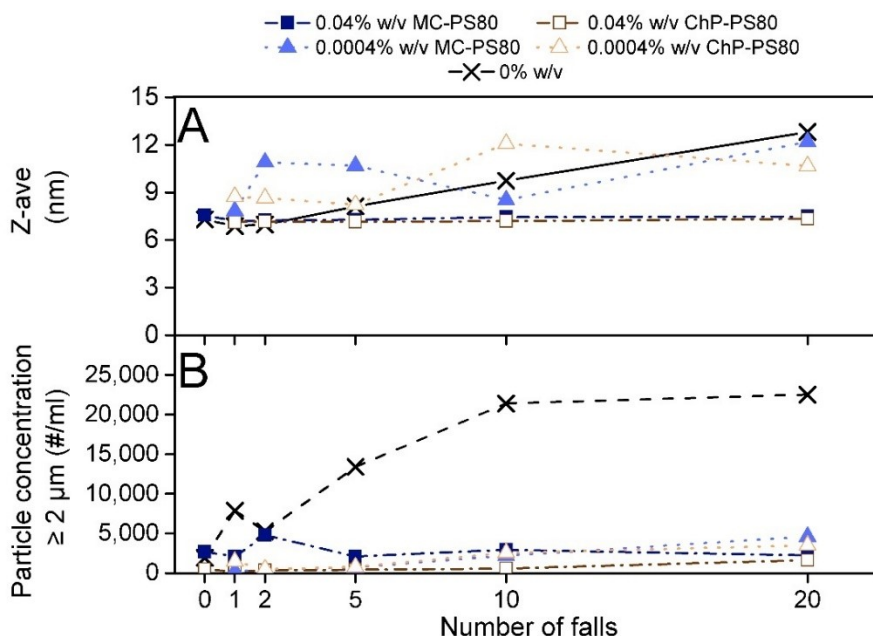 0.04% w/v MC-PS80 0.04% w/v ChP-PS80
0.0004% w/v MC-PS80 0.0004% w/v ChP-PS80
0% w/v
A
15
12
9
6
3
0
Z-ave
(nm)
B
25,000
20,000
15,000
10,000
5,000
0
Particle concentration
≥ 2 µm (#/ml)
0 1 2 5 10 20
Number of falls